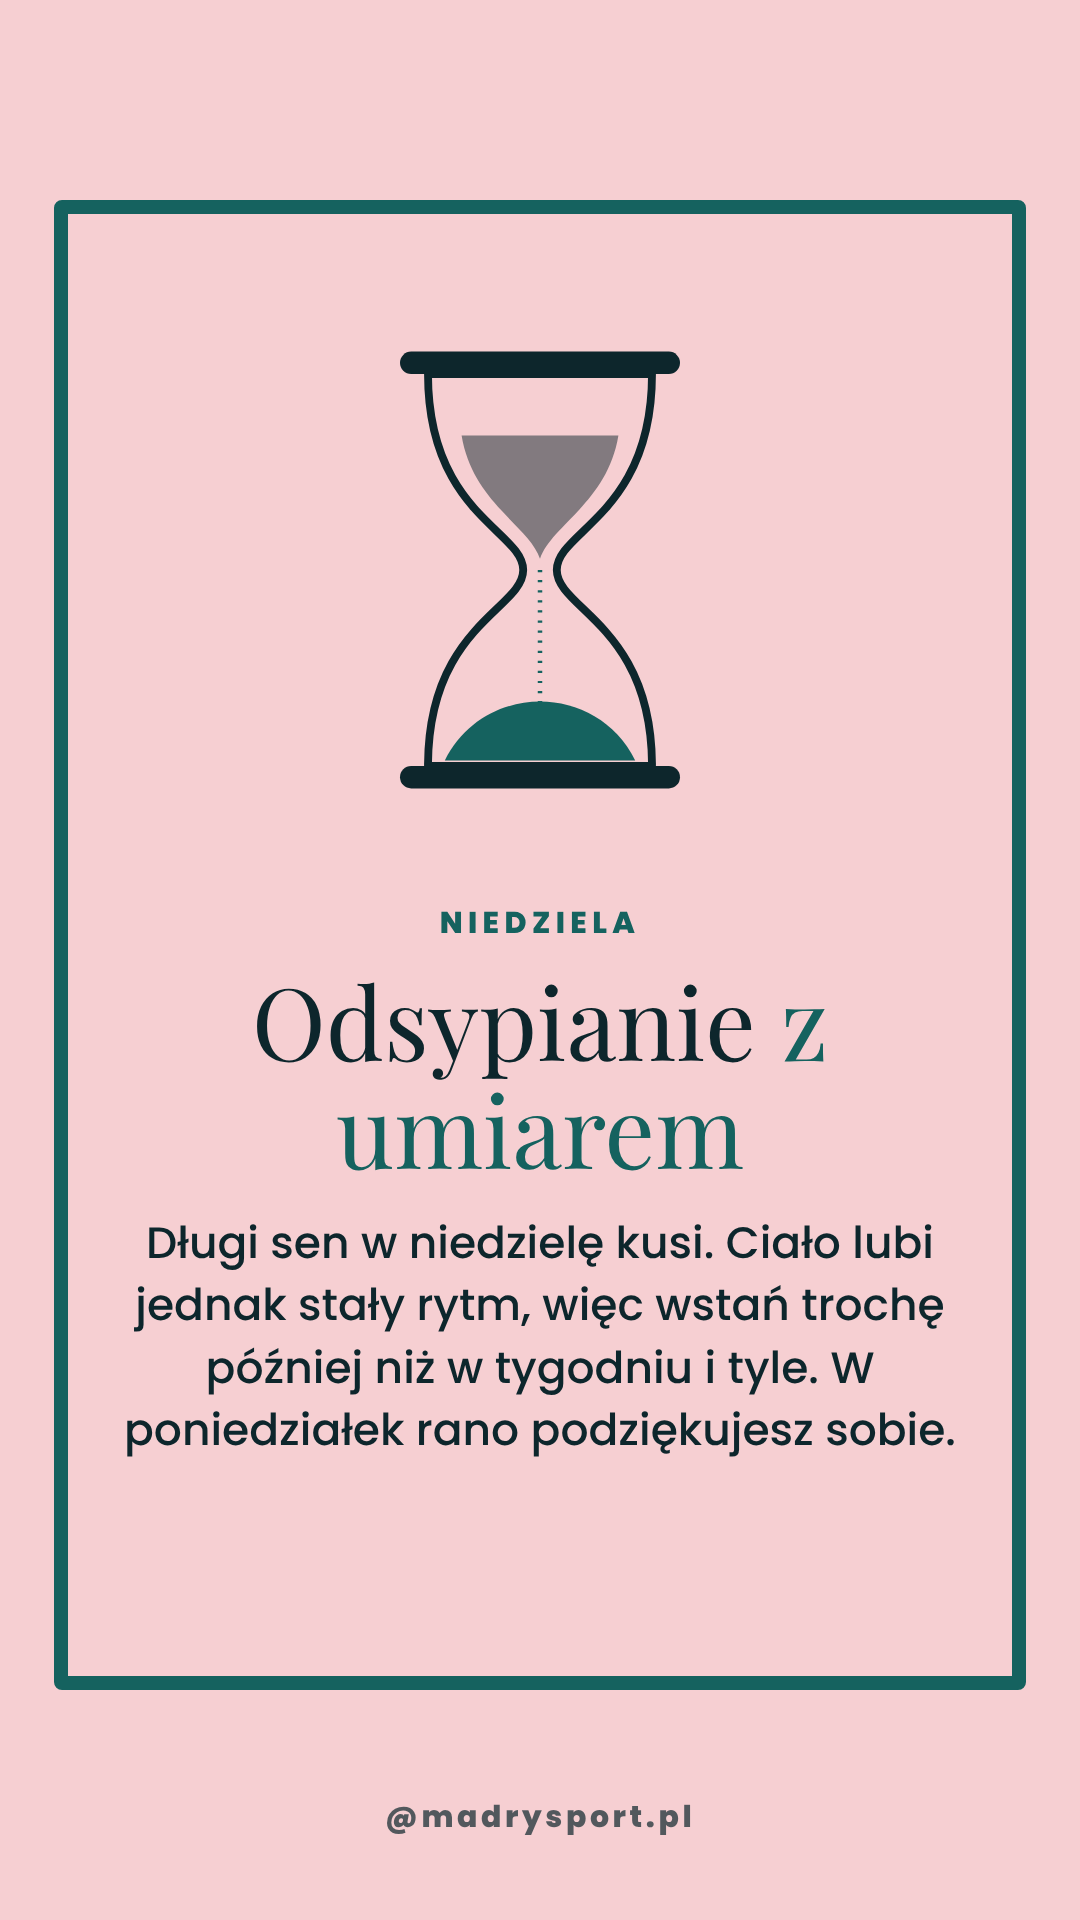 NIEDZIELA
Odsypianie z
umiarem
Długi sen w niedzielę kusi. Ciało lubi
jednak stały rytm, więc wstań trochę
później niż w tygodniu i tyle. W
poniedziałek rano podziękujesz sobie.
@madrysport.pl